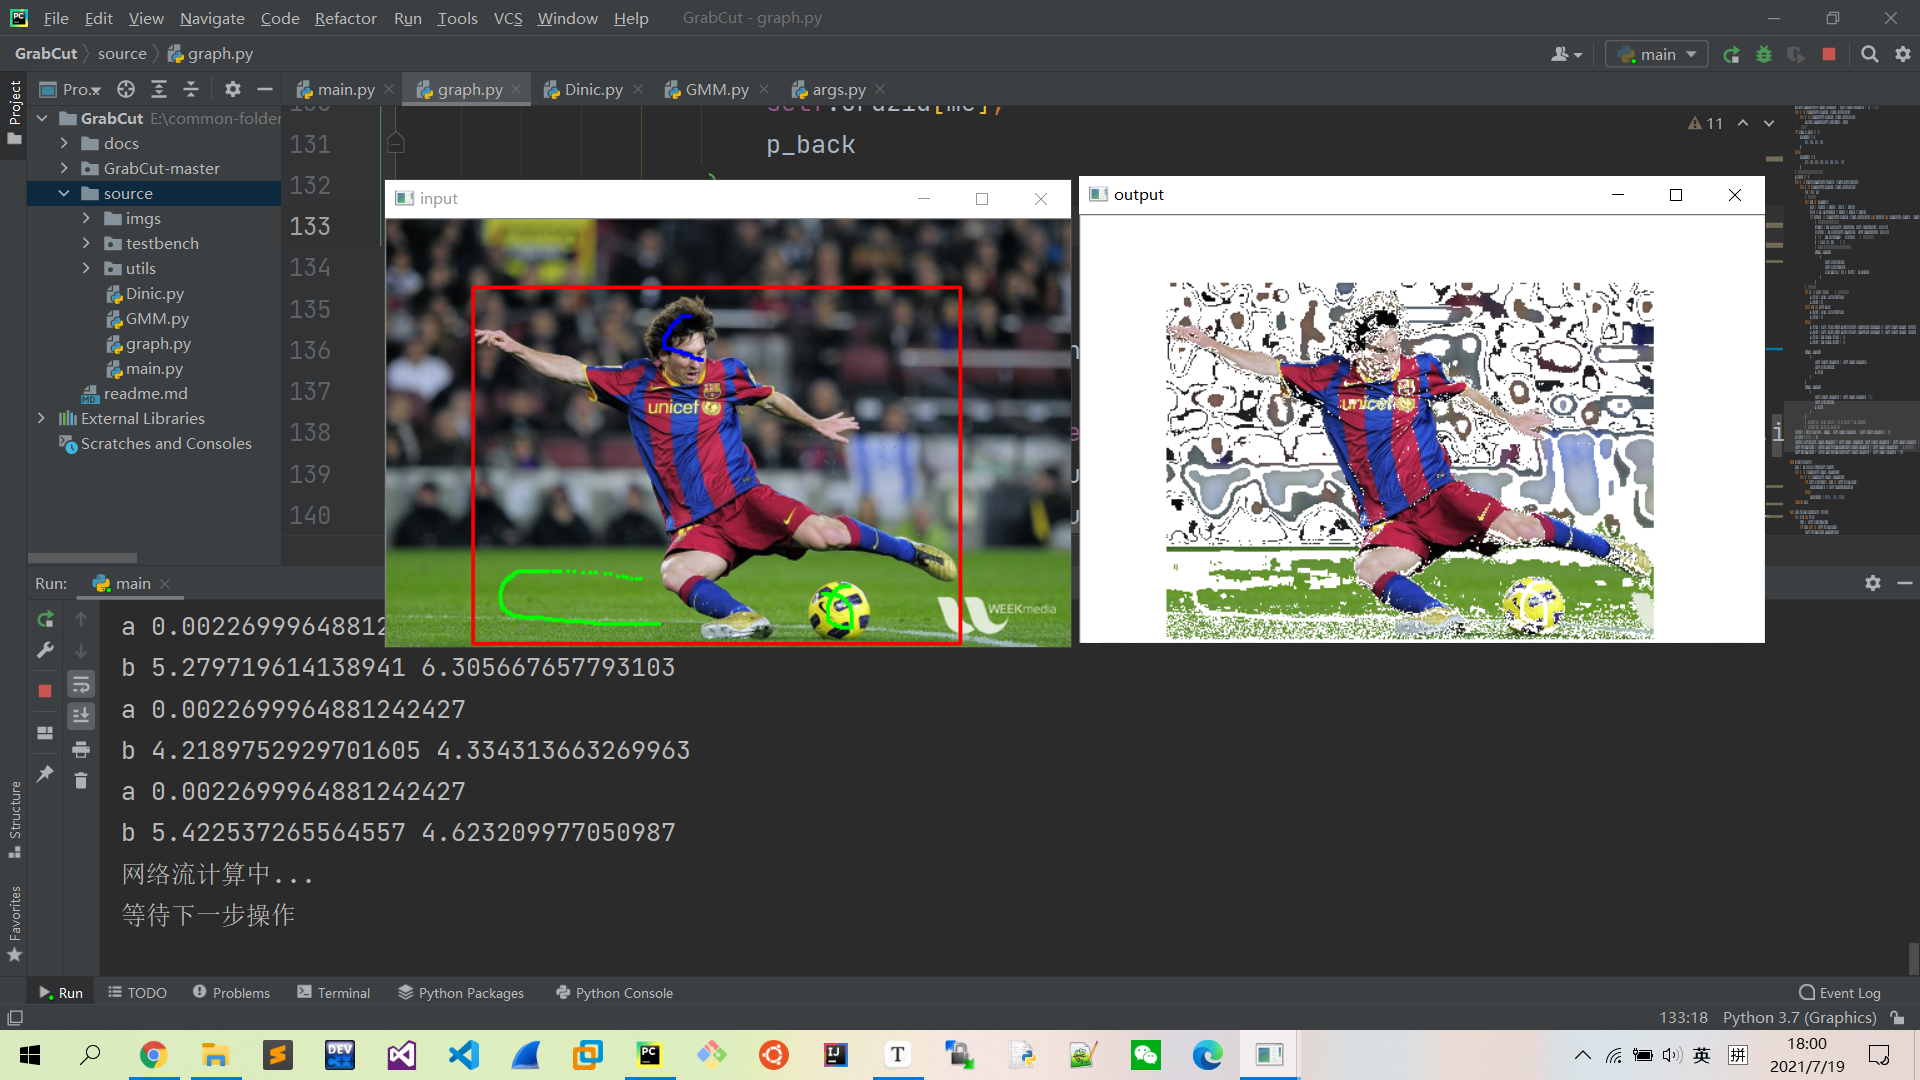 File Edit View Navigate Code Refactor Run Tools VCS Window Help GrabCut - graph.py
GrabCut source graph.py main
Project
Pro... main.py graph.py Dinic.py GMM.py args.py
GrabCut E:\common-folder
docs
GrabCut-master
source
imgs
testbench
utils
Dinic.py
GMM.py
graph.py
main.py
readme.md
External Libraries
Scratches and Consoles
131 p_back
132
133
134
135
136
137
138
139
140
11
input
unicef
WEEKmedia
output
unicef
Run: main
a 0.00226999648812
b 5.279719614138941 6.305667657793103
a 0.0022699964881242427
b 4.2189752929701605 4.334313663269963
a 0.0022699964881242427
b 5.422537265564557 4.623209977050987
网络流计算中...
等待下一步操作
Structure
Favorites
Run TODO Problems Terminal Python Packages Python Console Event Log
133:18 Python 3.7 (Graphics)
英 拼 18:00
2021/7/19